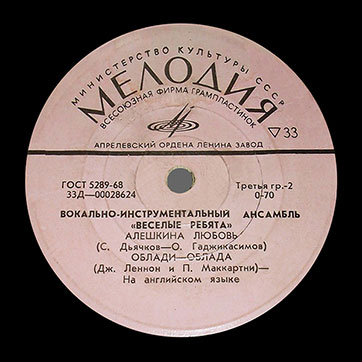 МИНИСТЕРСТВО КУЛЬТУРЫ СССР
МЕЛОДИЯ
ВСЕСОЮЗНАЯ ФИРМА ГРАМПЛАСТИНОК
▽33
АПРЕЛЕВСКИЙ ОРДЕНА ЛЕНИНА ЗАВОД
ГОСТ 5289-68
33Д—00028624
Третья гр.-2
0-70
ВОКАЛЬНО-ИНСТРУМЕНТАЛЬНЫЙ АНСАМБЛЬ
«ВЕСЕЛЫЕ РЕБЯТА»
АЛЕШКИНА ЛЮБОВЬ
(С. Дьячков—О. Гаджикасимов)
ОБЛАДИ—ОБЛАДА
(Дж. Леннон и П. Маккартни)—
На английском языке